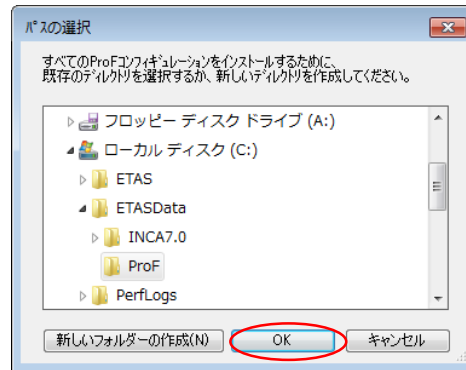 パスの選択
すべてのProFコンフィギュレーションをインストールするために、
既存のディレクトリを選択するか、新しいディレクトリを作成してください。
フロッピー ディスク ドライブ (A:)
ローカル ディスク (C:)
ETAS
ETASData
INCA7.0
ProF
PerfLogs
新しいフォルダーの作成(N)
OK
キャンセル